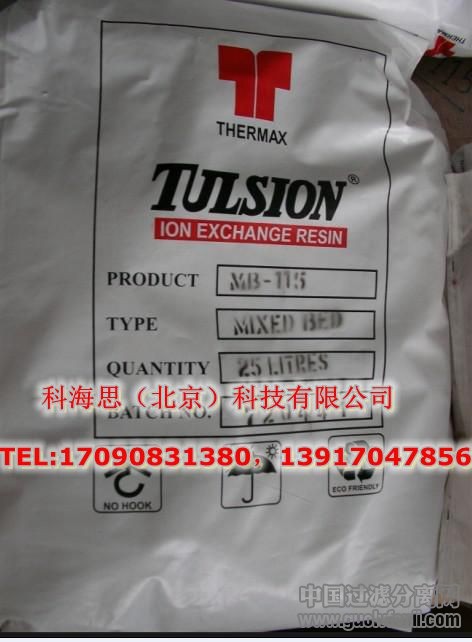 THERMAX
TULSION®
ION EXCHANGE RESIN
PRODUCT MB-115
TYPE MIXED BED
QUANTITY 25 LITRES
科海思（北京）科技有限公司
BATCH NO.
TEL:17090831380，13917047856
NO HOOK
ECO FRIENDLY
中国过滤分离网